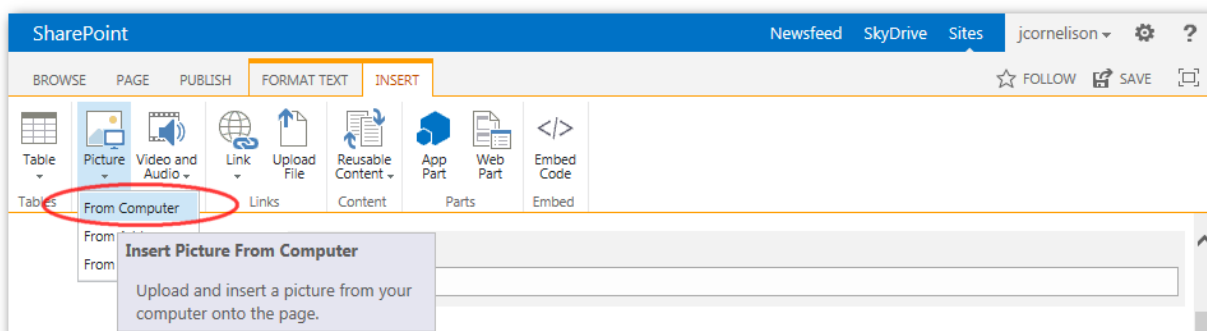 SharePoint Newsfeed SkyDrive Sites jcornelison ?
BROWSE PAGE PUBLISH FORMAT TEXT INSERT FOLLOW SAVE
Table Picture Video and Audio Link Upload File Reusable Content App Part Web Part Embed Code
Tables Links Content Parts Embed
From Computer
From
From
Insert Picture From Computer
Upload and insert a picture from your
computer onto the page.